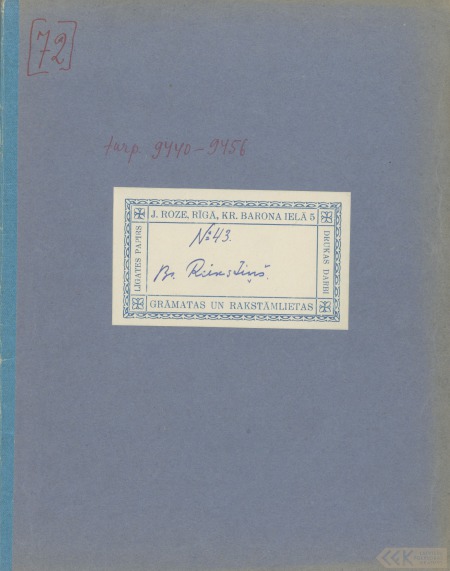 [72]
turp. 9440-9456
J. ROZE, RĪGĀ, KR. BARONA IELĀ 5
LĪGATES PAPĪRS
№ 43.
DRUKAS DARBI
GRĀMATAS UN RAKSTĀMLIETAS